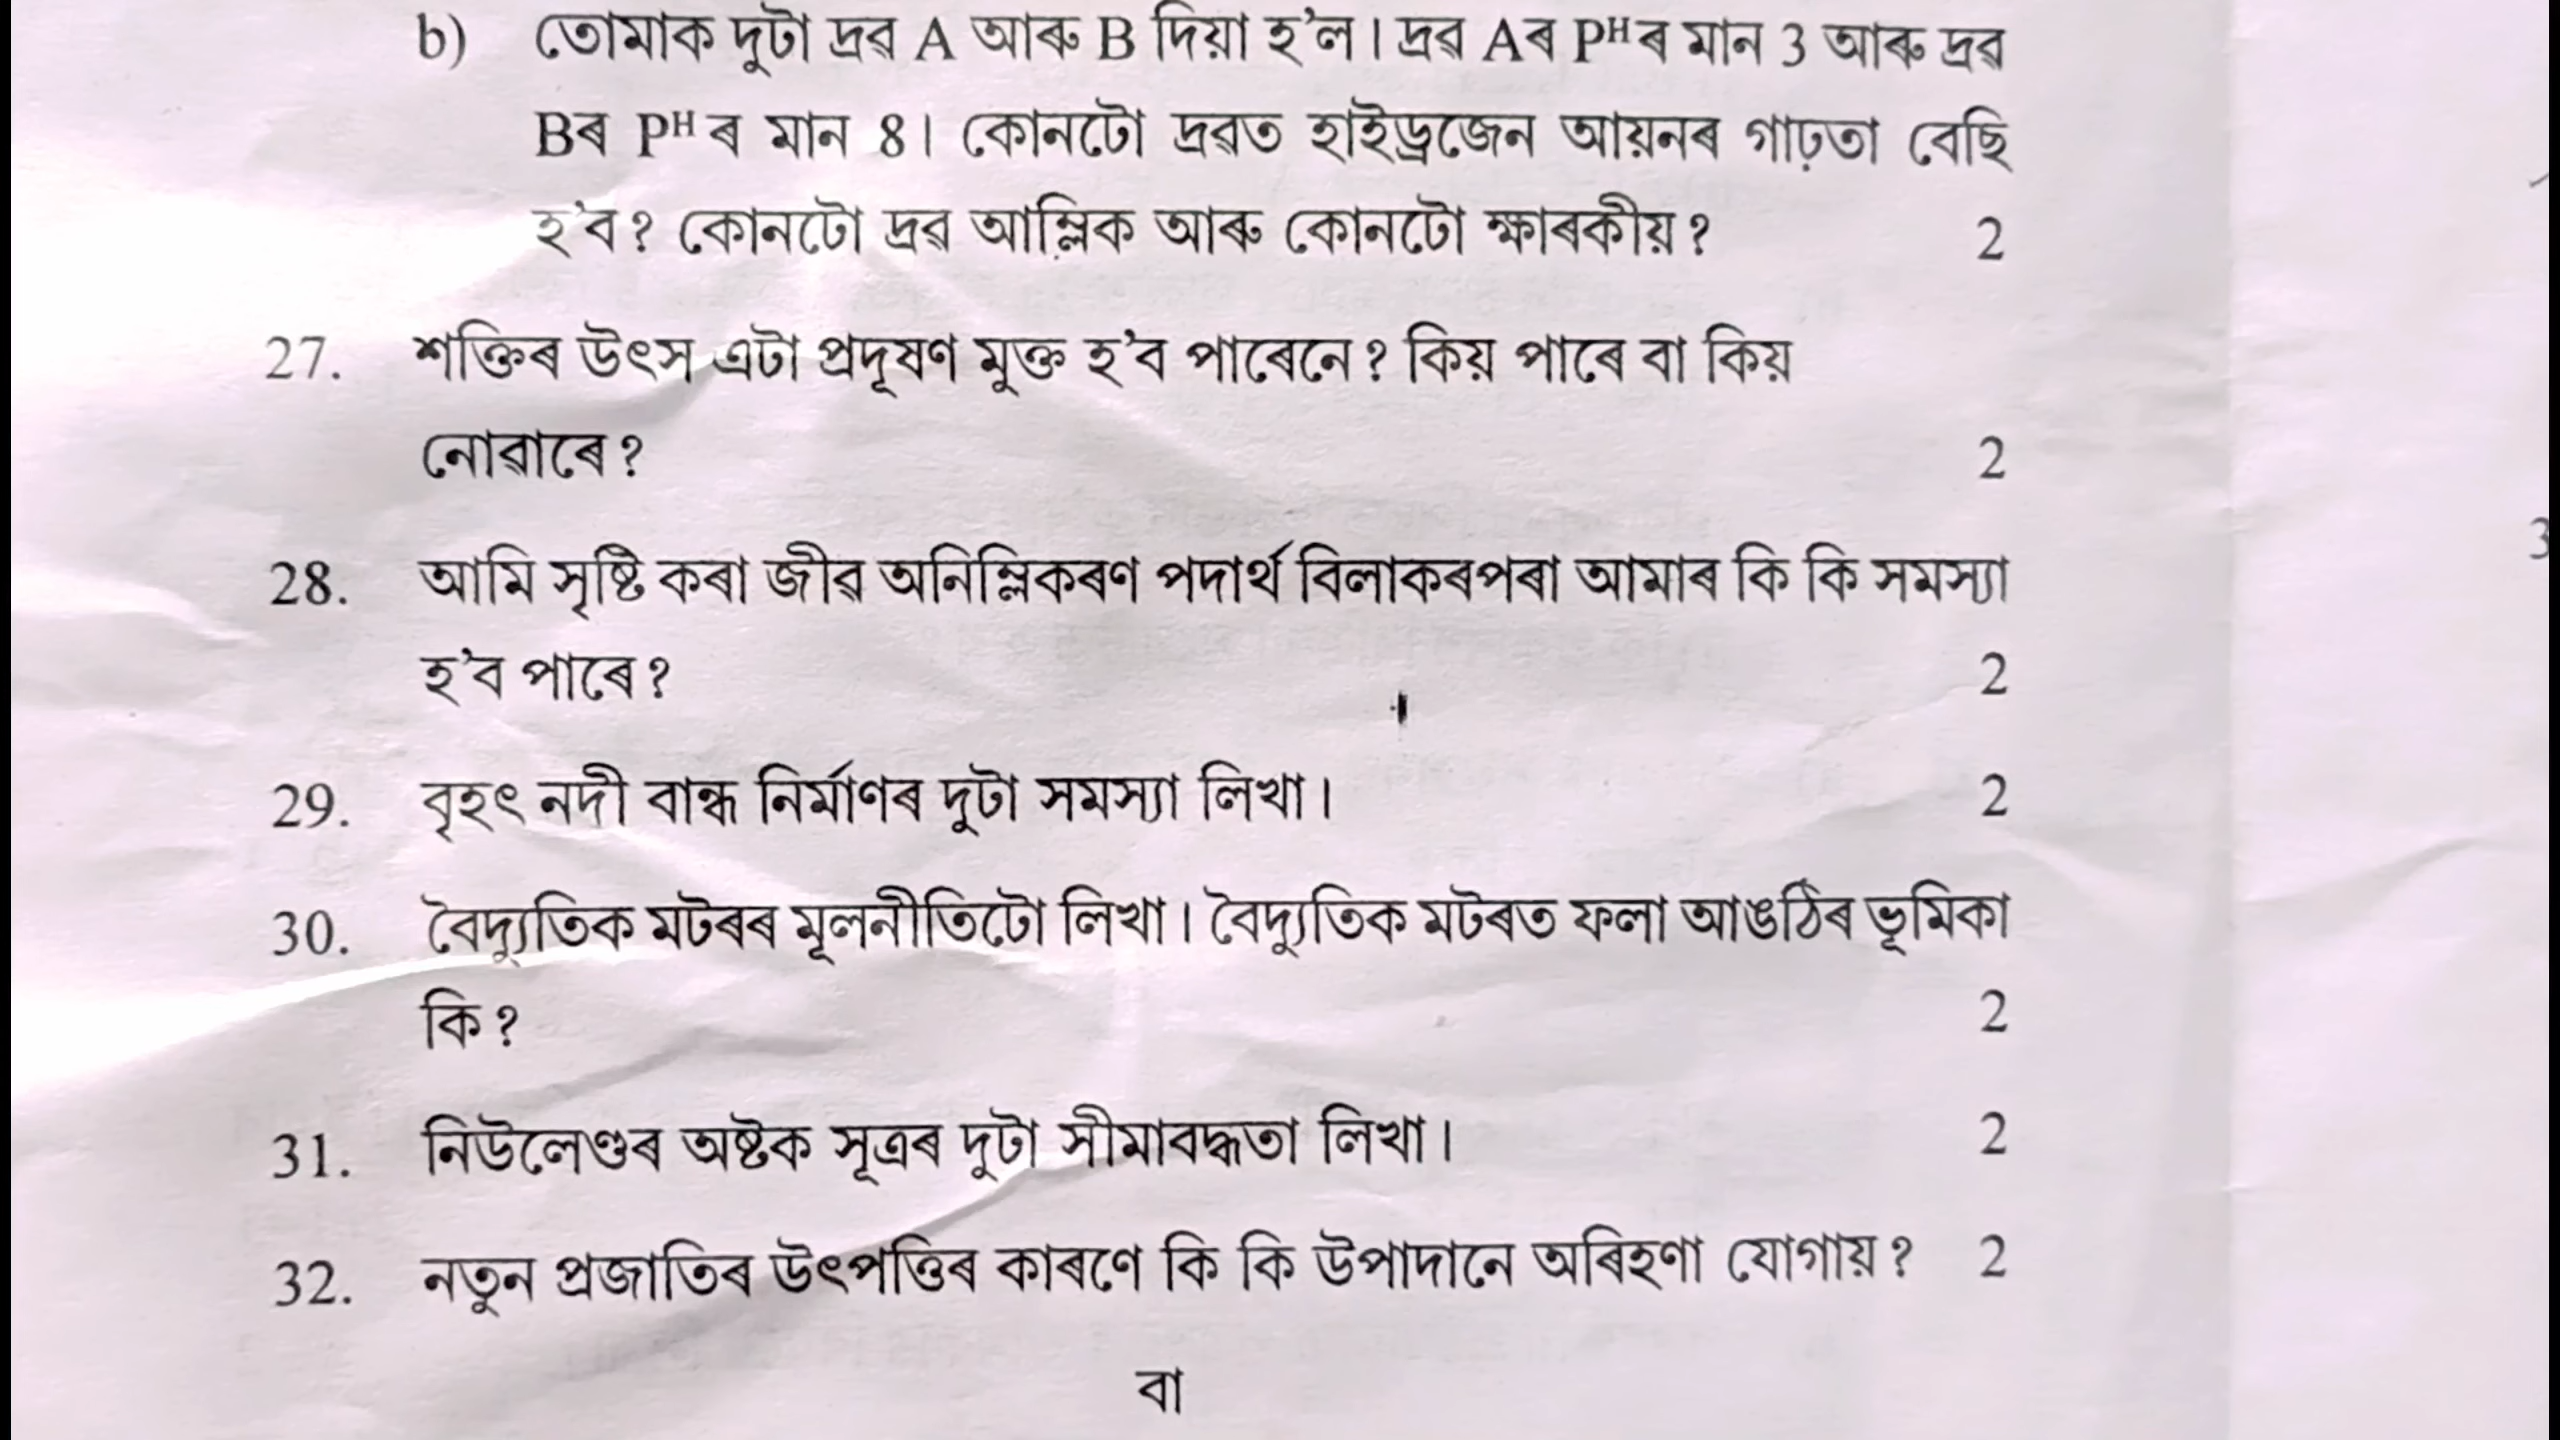 b) তোমাক দুটা দ্ৰৱ A আৰু B দিয়া হ'ল। দ্ৰৱ Aৰ Pᴴৰ মান 3 আৰু দ্ৰৱ
Bৰ Pᴴ ৰ মান 8। কোনটো দ্ৰৱত হাইড্ৰজেন আয়নৰ গাঢ়তা বেছি
হ'ব? কোনটো দ্ৰৱ আম্লিক আৰু কোনটো ক্ষাৰকীয়? 2
27. শক্তিৰ উৎস এটা প্ৰদূষণ মুক্ত হ'ব পাৰেনে? কিয় পাৰে বা কিয়
নোৱাৰে? 2
28. আমি সৃষ্টি কৰা জীৱ অনিম্লিকৰণ পদাৰ্থ বিলাকৰপৰা আমাৰ কি কি সমস্যা
হ'ব পাৰে? 2
29. বৃহৎ নদী বান্ধ নিৰ্মাণৰ দুটা সমস্যা লিখা। 2
30. বৈদ্যুতিক মটৰৰ মূলনীতিটো লিখা। বৈদ্যুতিক মটৰত ফলা আঙঠিৰ ভূমিকা
কি? 2
31. নিউলেণ্ডৰ অষ্টক সূত্ৰৰ দুটা সীমাবদ্ধতা লিখা। 2
32. নতুন প্ৰজাতিৰ উৎপত্তিৰ কাৰণে কি কি উপাদানে অৰিহণা যোগায়? 2
বা
3